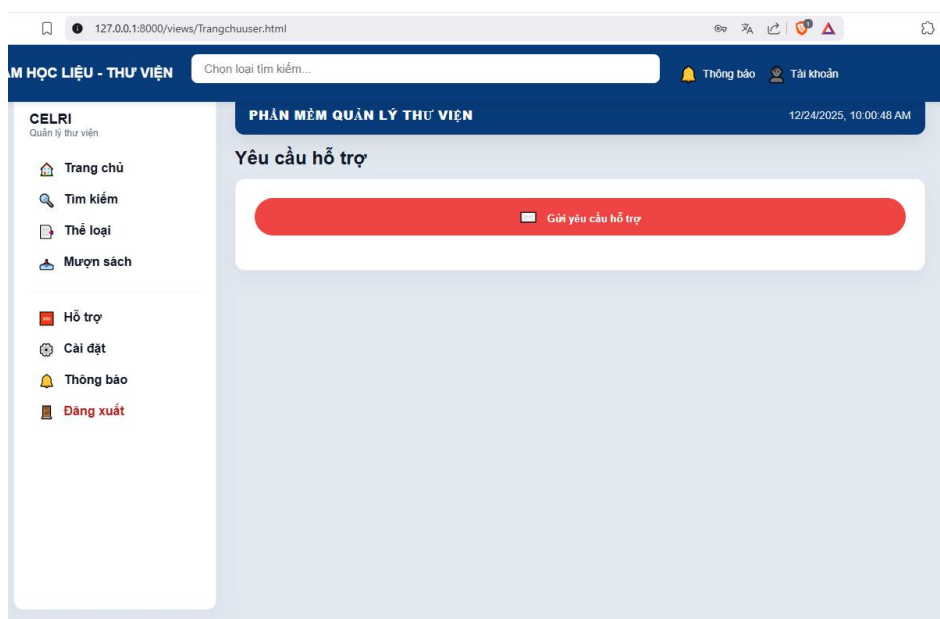 127.0.0.1:8000/views/Trangchuuser.html
ÂM HỌC LIỆU - THƯ VIỆN
Chọn loại tìm kiếm...
Thông báo
Tài khoản
CELRI
Quản lý thư viện
Trang chủ
Tìm kiếm
Thể loại
Mượn sách
Hỗ trợ
Cài đặt
Thông báo
Đăng xuất
PHẦN MỀM QUẢN LÝ THƯ VIỆN
12/24/2025, 10:00:48 AM
Yêu cầu hỗ trợ
Gửi yêu cầu hỗ trợ